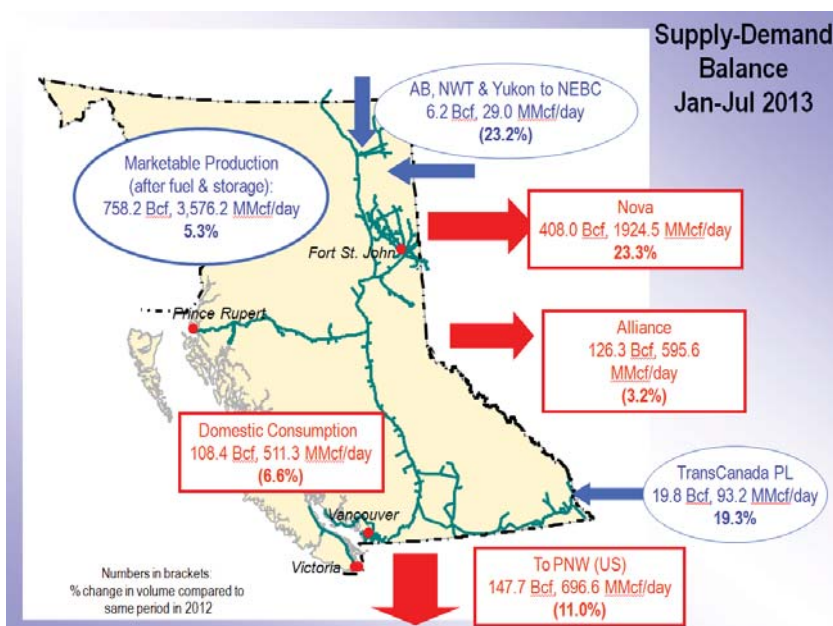 Supply-Demand
Balance
Jan-Jul 2013
AB, NWT & Yukon to NEBC
6.2 Bcf, 29.0 MMcf/day
(23.2%)
Marketable Production
(after fuel & storage):
758.2 Bcf, 3,576.2 MMcf/day
5.3%
Nova
408.0 Bcf, 1924.5 MMcf/day
23.3%
Fort St. John
Prince Rupert
Alliance
126.3 Bcf, 595.6
MMcf/day
(3.2%)
Domestic Consumption
108.4 Bcf, 511.3 MMcf/day
(6.6%)
TransCanada PL
19.8 Bcf, 93.2 MMcf/day
19.3%
Vancouver
Victoria
To PNW (US)
147.7 Bcf, 696.6 MMcf/day
(11.0%)
Numbers in brackets:
% change in volume compared to
same period in 2012